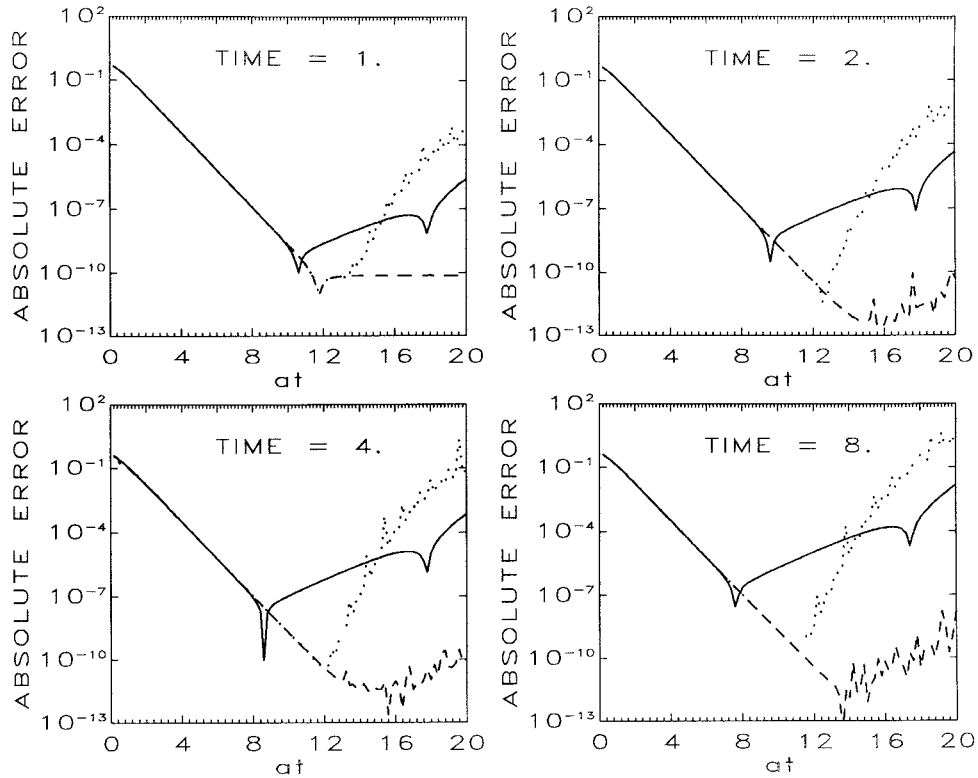 ABSOLUTE ERROR
10²
10⁻¹
10⁻⁴
10⁻⁷
10⁻¹⁰
10⁻¹³
TIME = 1.
0 4 8 12 16 20
at
ABSOLUTE ERROR
10²
10⁻¹
10⁻⁴
10⁻⁷
10⁻¹⁰
10⁻¹³
TIME = 2.
0 4 8 12 16 20
at
ABSOLUTE ERROR
10²
10⁻¹
10⁻⁴
10⁻⁷
10⁻¹⁰
10⁻¹³
TIME = 4.
0 4 8 12 16 20
at
ABSOLUTE ERROR
10²
10⁻¹
10⁻⁴
10⁻⁷
10⁻¹⁰
10⁻¹³
TIME = 8.
0 4 8 12 16 20
at